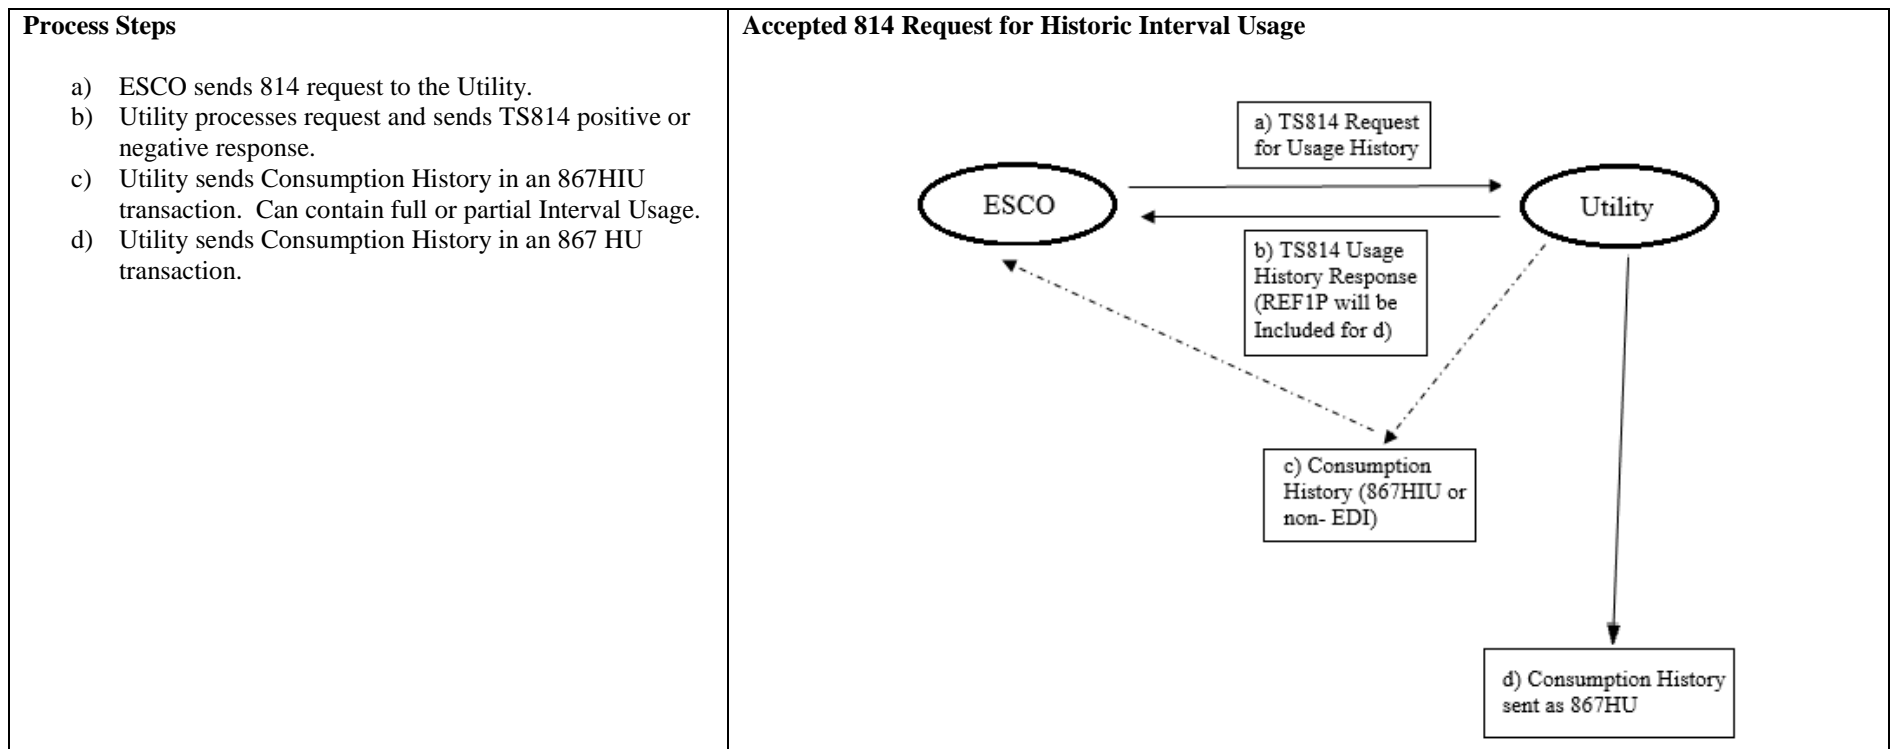 Process Steps
a) ESCO sends 814 request to the Utility.
b) Utility processes request and sends TS814 positive or
negative response.
c) Utility sends Consumption History in an 867HIU
transaction.  Can contain full or partial Interval Usage.
d) Utility sends Consumption History in an 867 HU
transaction.
Accepted 814 Request for Historic Interval Usage
a) TS814 Request
for Usage History
ESCO
Utility
b) TS814 Usage
History Response
(REF1P will be
Included for d)
c) Consumption
History (867HIU or
non- EDI)
d) Consumption History
sent as 867HU